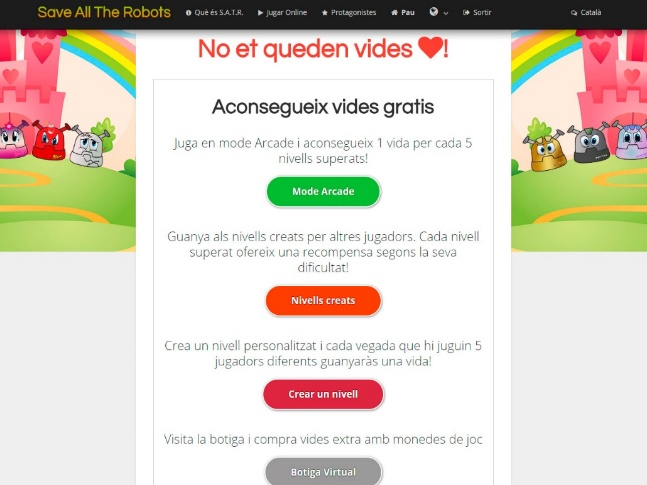 Save All The Robots
Què és S.A.T.R.
Jugar Online
Protagonistes
Pau
Sortir
Català
No et queden vides ❤!
Aconsegueix vides gratis
Juga en mode Arcade i aconsegueix 1 vida per cada 5
nivells superats!
Mode Arcade
Guanya als nivells creats per altres jugadors. Cada nivell
superat ofereix una recompensa segons la seva
dificultat!
Nivells creats
Crea un nivell personalitzat i cada vegada que hi juguin 5
jugadors diferents guanyaràs una vida!
Crear un nivell
Visita la botiga i compra vides extra amb monedes de joc
Botiga Virtual